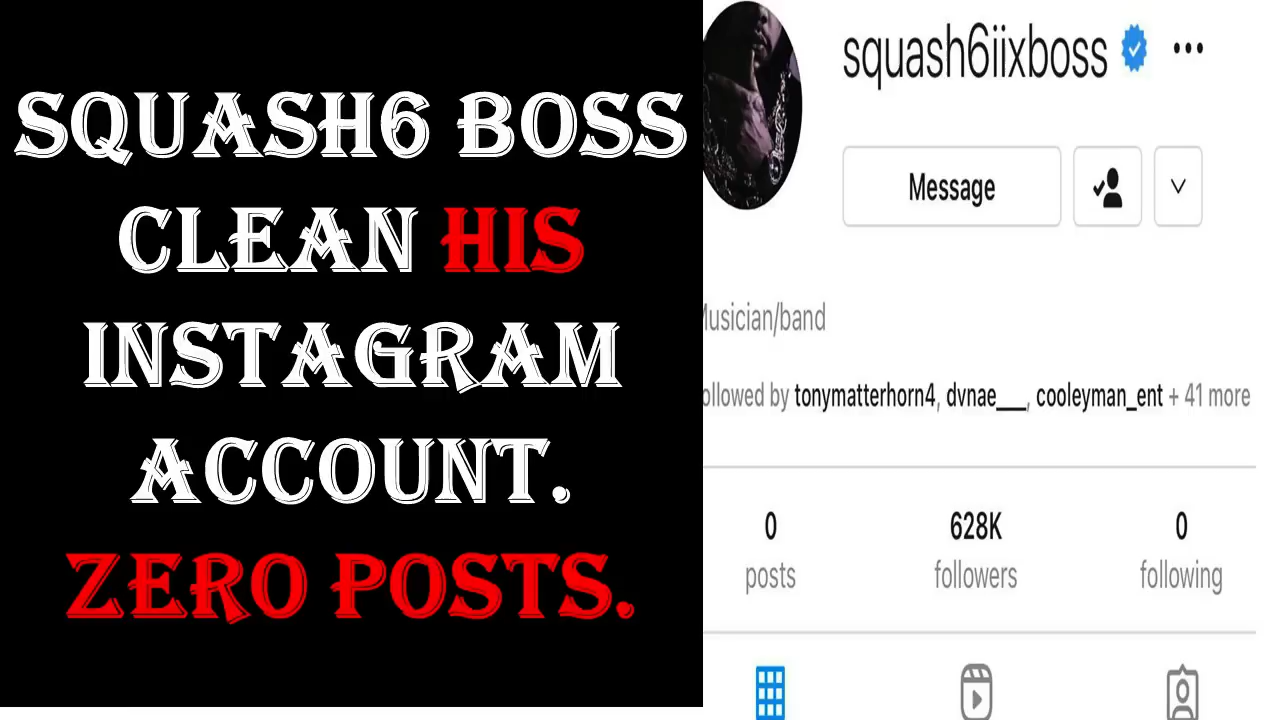 SQUASH6 BOSS
CLEAN HIS
INSTAGRAM
ACCOUNT.
ZERO POSTS.
squash6iixboss
Message
Musician/band
ollowed by tonymatterhorn4, dvnae___, cooleyman_ent + 41 more
0 628K 0
posts followers following